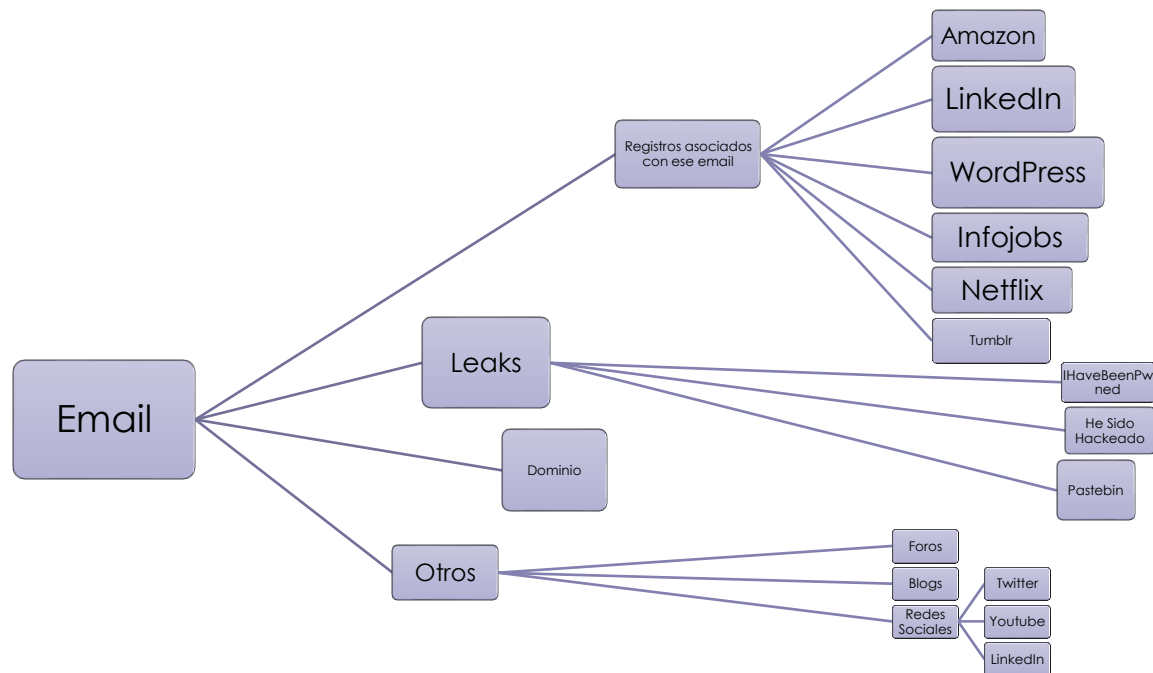 Amazon
LinkedIn
Registros asociados
con ese email
WordPress
Infojobs
Netflix
Tumblr
Leaks
IHaveBeenPw
ned
Email
He Sido
Hackeado
Dominio
Pastebin
Otros
Foros
Blogs
Twitter
Redes
Sociales
Youtube
LinkedIn